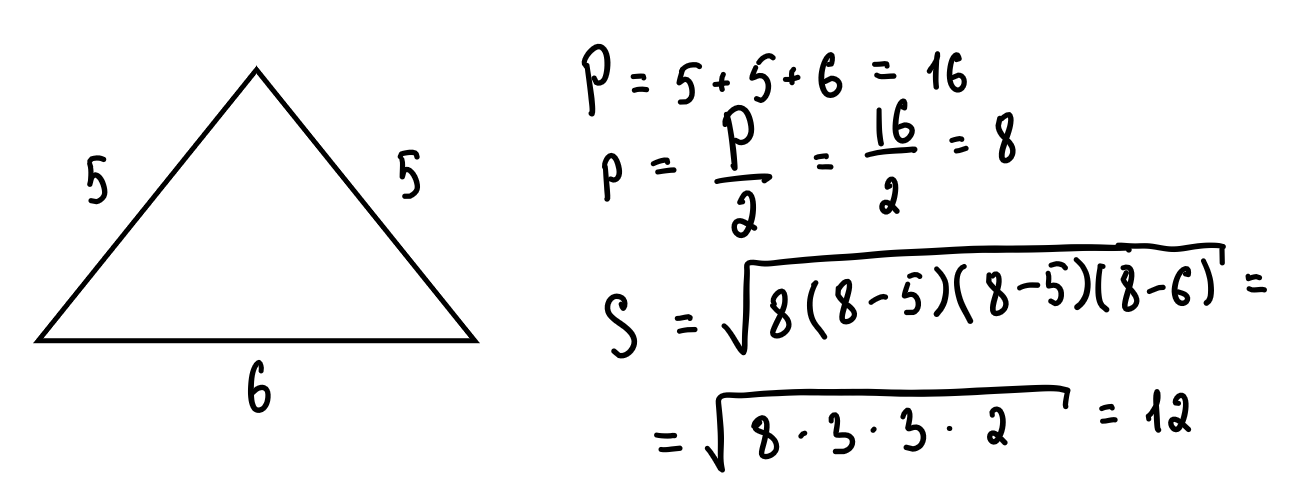 5
5
6
P = 5 + 5 + 6 = 16
p = P/2 = 16/2 = 8
S = √(8(8-5)(8-5)(8-6)) =
= √(8 · 3 · 3 · 2) = 12